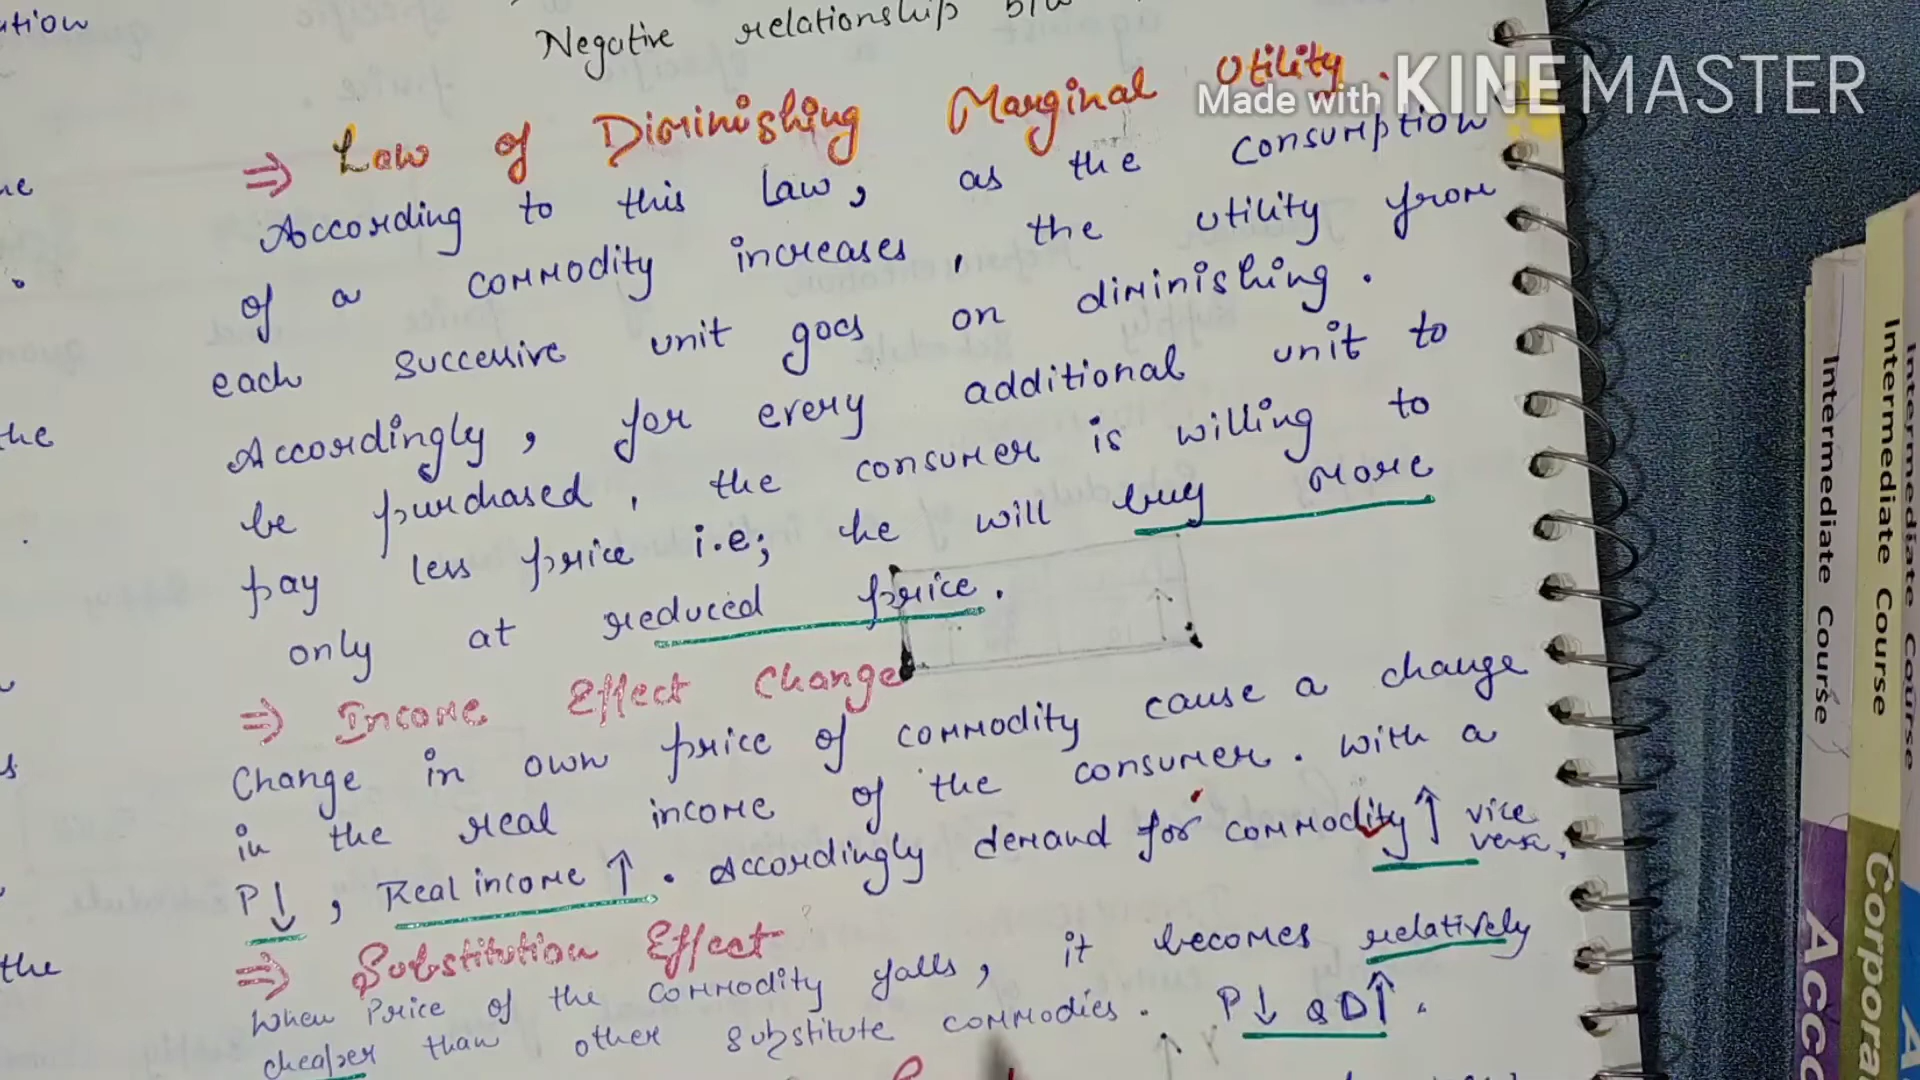 ution
Negative relationship b/w
Made with KINEMASTER
⇒ Law of Diminishing Marginal Utility.
According to this Law, as the consumption
of a commodity increases, the utility from
each successive unit goes on diminishing.
Accordingly, for every additional unit to
be purchased, the consumer is willing to
pay less price i.e; he will buy more
only at reduced price.
⇒ Income Effect Change
Change in own price of commodity cause a change
in the real income of the consumer. With a
P↓, Real income ↑. Accordingly demand for commodity ↑ vice versa.
⇒ Substitution Effect
When Price of the commodity falls, it becomes relatively
cheaper than other substitute commodies. P↓ QD↑.
he
the
Intermediate Course
Intermediate Course
Intermediate Course
Acco
Corpora
A